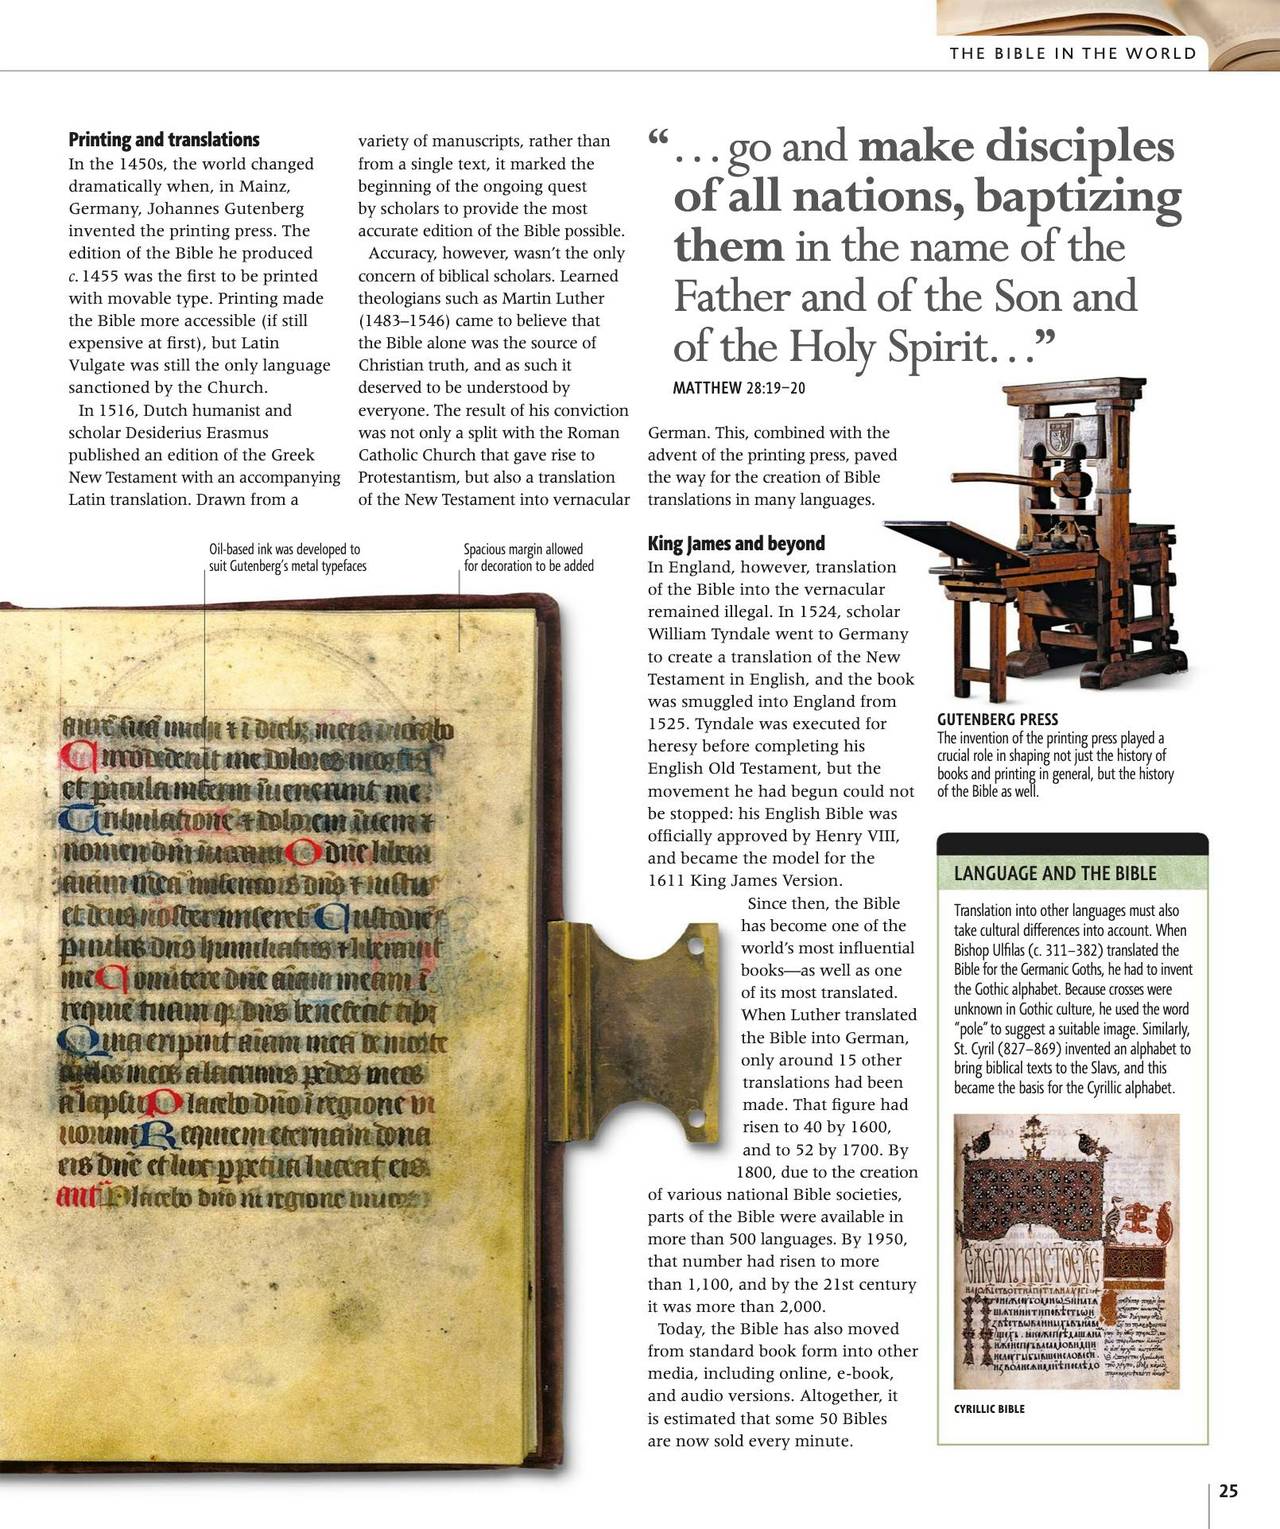 THE BIBLE IN THE WORLD
Printing and translations
In the 1450s, the world changed
dramatically when, in Mainz,
Germany, Johannes Gutenberg
invented the printing press. The
edition of the Bible he produced
c. 1455 was the first to be printed
with movable type. Printing made
the Bible more accessible (if still
expensive at first), but Latin
Vulgate was still the only language
sanctioned by the Church.
In 1516, Dutch humanist and
scholar Desiderius Erasmus
published an edition of the Greek
New Testament with an accompanying
Latin translation. Drawn from a
variety of manuscripts, rather than
from a single text, it marked the
beginning of the ongoing quest
by scholars to provide the most
accurate edition of the Bible possible.
Accuracy, however, wasn’t the only
concern of biblical scholars. Learned
theologians such as Martin Luther
(1483–1546) came to believe that
the Bible alone was the source of
Christian truth, and as such it
deserved to be understood by
everyone. The result of his conviction
was not only a split with the Roman
Catholic Church that gave rise to
Protestantism, but also a translation
of the New Testament into vernacular
“…go and make disciples
of all nations, baptizing
them in the name of the
Father and of the Son and
of the Holy Spirit…”
MATTHEW 28:19–20
German. This, combined with the
advent of the printing press, paved
the way for the creation of Bible
translations in many languages.
King James and beyond
In England, however, translation
of the Bible into the vernacular
remained illegal. In 1524, scholar
William Tyndale went to Germany
to create a translation of the New
Testament in English, and the book
was smuggled into England from
1525. Tyndale was executed for
heresy before completing his
English Old Testament, but the
movement he had begun could not
be stopped: his English Bible was
officially approved by Henry VIII,
and became the model for the
1611 King James Version.
Since then, the Bible
has become one of the
world’s most influential
books—as well as one
of its most translated.
When Luther translated
the Bible into German,
only around 15 other
translations had been
made. That figure had
risen to 40 by 1600,
and to 52 by 1700. By
1800, due to the creation
of various national Bible societies,
parts of the Bible were available in
more than 500 languages. By 1950,
that number had risen to more
than 1,100, and by the 21st century
it was more than 2,000.
Today, the Bible has also moved
from standard book form into other
media, including online, e-book,
and audio versions. Altogether, it
is estimated that some 50 Bibles
are now sold every minute.
Oil-based ink was developed to
suit Gutenberg’s metal typefaces
Spacious margin allowed
for decoration to be added
GUTENBERG PRESS
The invention of the printing press played a
crucial role in shaping not just the history of
books and printing in general, but the history
of the Bible as well.
LANGUAGE AND THE BIBLE
Translation into other languages must also
take cultural differences into account. When
Bishop Ulfilas (c. 311–382) translated the
Bible for the Germanic Goths, he had to invent
the Gothic alphabet. Because crosses were
unknown in Gothic culture, he used the word
“pole” to suggest a suitable image. Similarly,
St. Cyril (827–869) invented an alphabet to
bring biblical texts to the Slavs, and this
became the basis for the Cyrillic alphabet.
CYRILLIC BIBLE
25